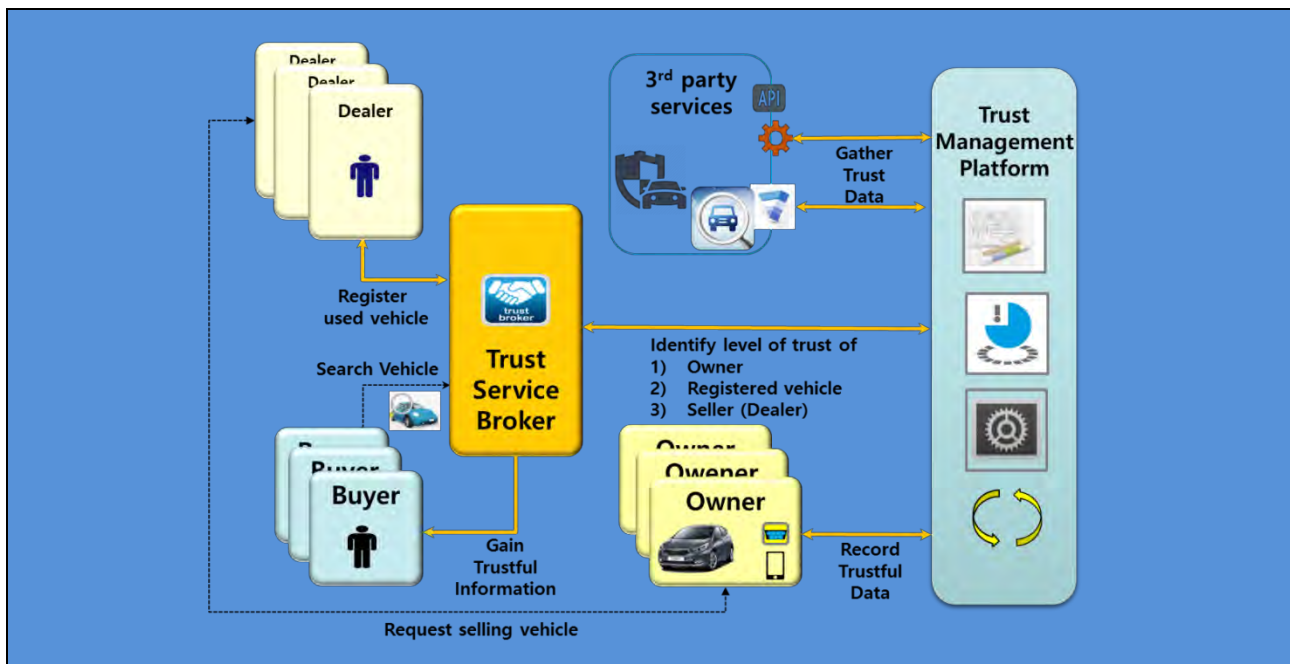 Dealer
Dealer
Dealer
3rd party
services
API
Gather
Trust
Data
Trust
Management
Platform
Register
used vehicle
trust
broker
Trust
Service
Broker
Search Vehicle
Identify level of trust of
1) Owner
2) Registered vehicle
3) Seller (Dealer)
Buyer
Buyer
Owner
Owener
Owner
Gain
Trustful
Information
Record
Trustful
Data
Request selling vehicle